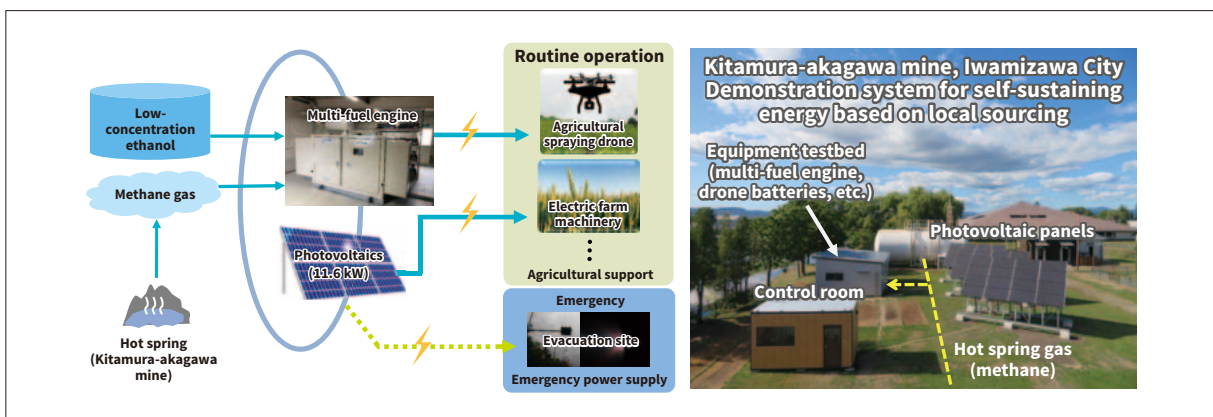 Low-
concentration
ethanol
Methane gas
Hot spring
(Kitamura-akagawa
mine)
Multi-fuel engine
Photovoltaics
(11.6 kW)
Routine operation
Agricultural
spraying drone
Electric farm
machinery
Agricultural support
Emergency
Evacuation site
Emergency power supply
Kitamura-akagawa mine, Iwamizawa City
Demonstration system for self-sustaining
energy based on local sourcing
Equipment testbed
(multi-fuel engine,
drone batteries, etc.)
Photovoltaic panels
Control room
Hot spring gas
(methane)